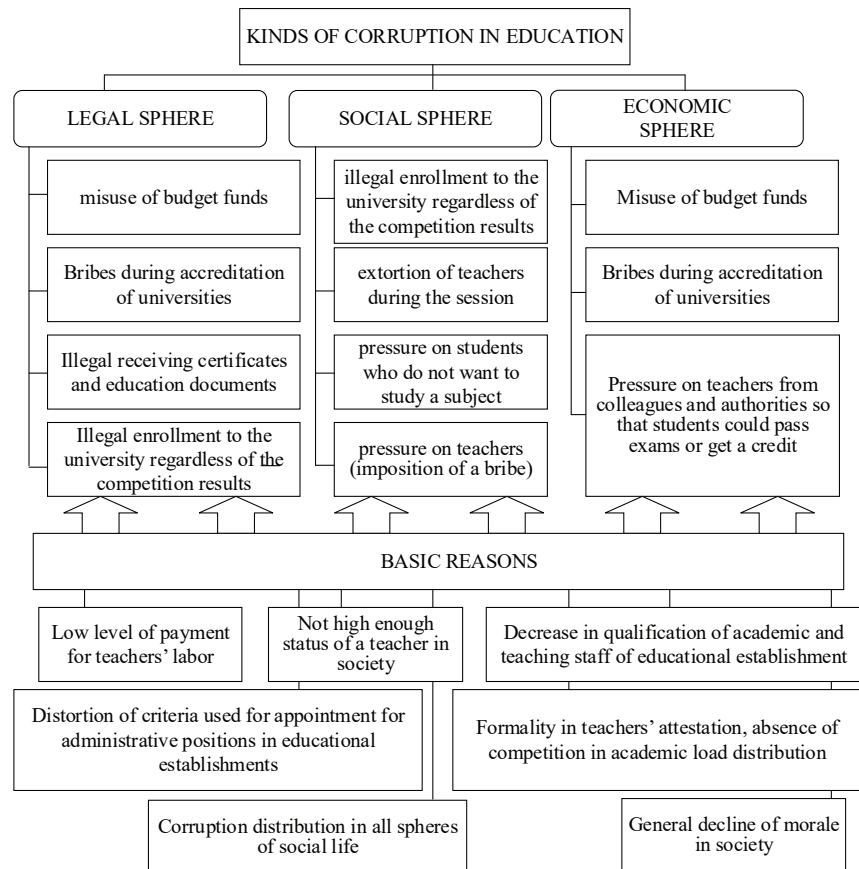 KINDS OF CORRUPTION IN EDUCATION
LEGAL SPHERE
SOCIAL SPHERE
ECONOMIC
SPHERE
misuse of budget funds
Bribes during accreditation
of universities
Illegal receiving certificates
and education documents
Illegal enrollment to the
university regardless of the
competition results
illegal enrollment to the
university regardless of
the competition results
extortion of teachers
during the session
pressure on students
who do not want to
study a subject
pressure on teachers
(imposition of a bribe)
Misuse of budget funds
Bribes during accreditation
of universities
Pressure on teachers from
colleagues and authorities so
that students could pass
exams or get a credit
BASIC REASONS
Low level of payment
for teachers’ labor
Not high enough
status of a teacher in
society
Decrease in qualification of academic and
teaching staff of educational establishment
Distortion of criteria used for appointment for
administrative positions in educational
establishments
Formality in teachers’ attestation, absence of
competition in academic load distribution
Corruption distribution in all spheres
of social life
General decline of morale
in society